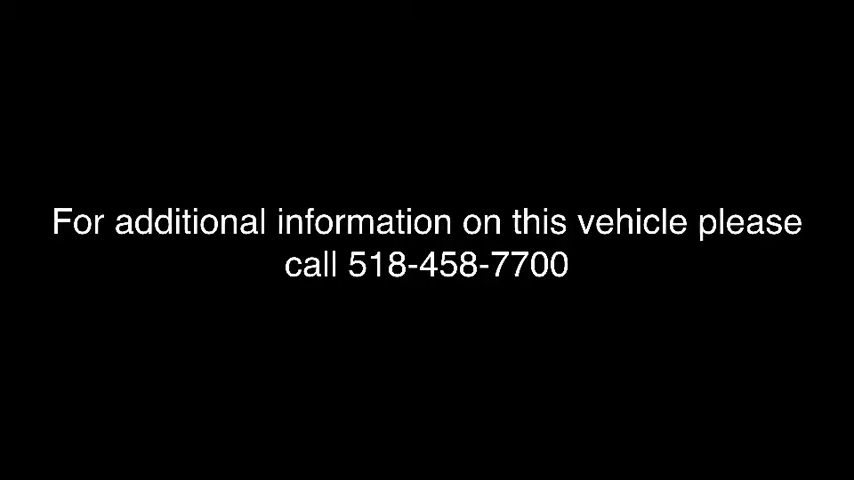 For additional information on this vehicle please
call 518-458-7700